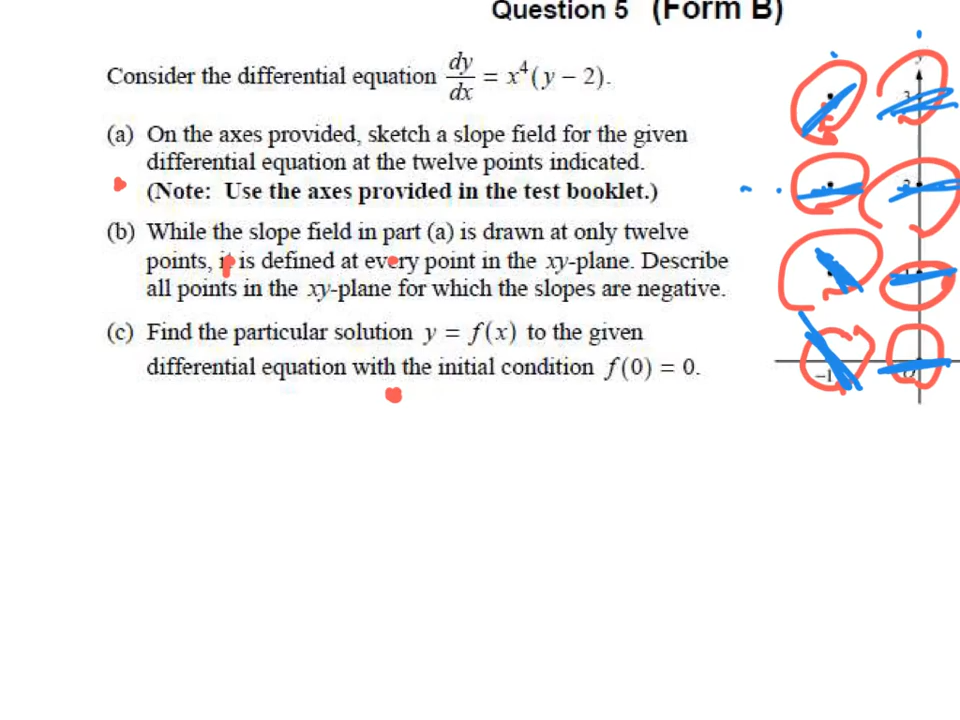 Question 5 (Form B)
Consider the differential equation dy/dx = x⁴(y − 2).
(a) On the axes provided, sketch a slope field for the given
differential equation at the twelve points indicated.
(Note: Use the axes provided in the test booklet.)
(b) While the slope field in part (a) is drawn at only twelve
points, it is defined at every point in the xy-plane. Describe
all points in the xy-plane for which the slopes are negative.
(c) Find the particular solution y = f(x) to the given
differential equation with the initial condition f(0) = 0.
−1